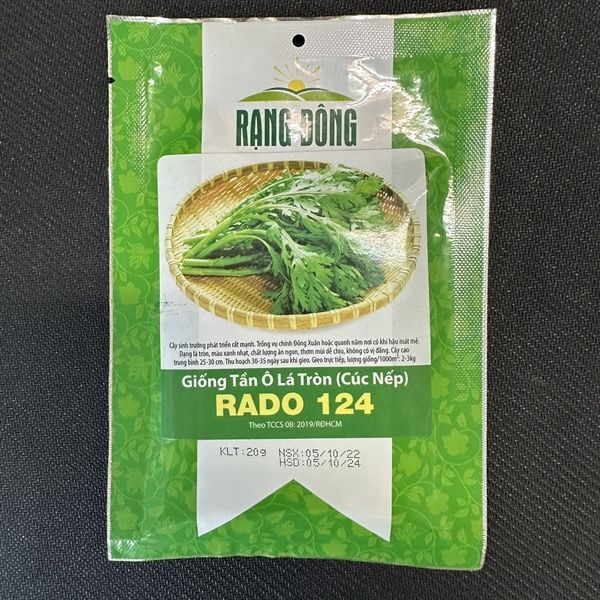 RẠNG ĐÔNG
Cây sinh trưởng phát triển rất mạnh. Trồng vụ chính Đông Xuân hoặc quanh năm nơi có khí hậu mát mẻ.
Dạng lá tròn, màu xanh nhạt, chất lượng ăn ngon, thơm mùi dễ chịu, không có vị đắng. Cây cao
trung bình 25-30 cm. Thu hoạch 30-35 ngày sau khi gieo. Gieo trực tiếp, lượng giống/1000m²: 2-3kg
Giống Tần Ô Lá Tròn (Cúc Nếp)
RADO 124
Theo TCCS 08: 2019/RĐHCM
KLT: 20g NSX: 05/10/22
HSD: 05/10/24